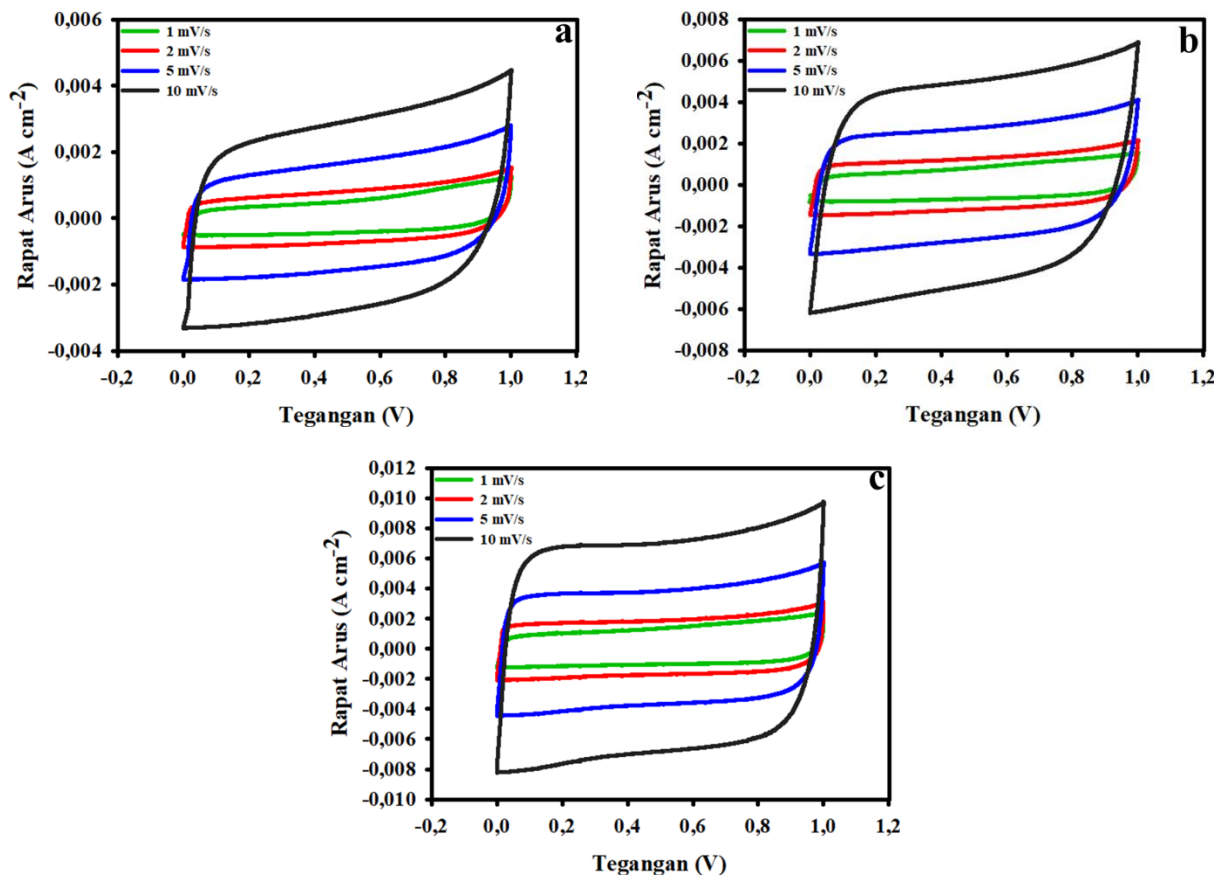 a
1 mV/s
2 mV/s
5 mV/s
10 mV/s
Rapat Arus (A cm-2)
0,006
0,004
0,002
0,000
-0,002
-0,004
-0,2 0,0 0,2 0,4 0,6 0,8 1,0 1,2
Tegangan (V)
b
1 mV/s
2 mV/s
5 mV/s
10 mV/s
Rapat Arus (A cm-2)
0,008
0,006
0,004
0,002
0,000
-0,002
-0,004
-0,006
-0,008
-0,2 0,0 0,2 0,4 0,6 0,8 1,0 1,2
Tegangan (V)
c
1 mV/s
2 mV/s
5 mV/s
10 mV/s
Rapat Arus (A cm-2)
0,012
0,010
0,008
0,006
0,004
0,002
0,000
-0,002
-0,004
-0,006
-0,008
-0,010
-0,2 0,0 0,2 0,4 0,6 0,8 1,0 1,2
Tegangan (V)